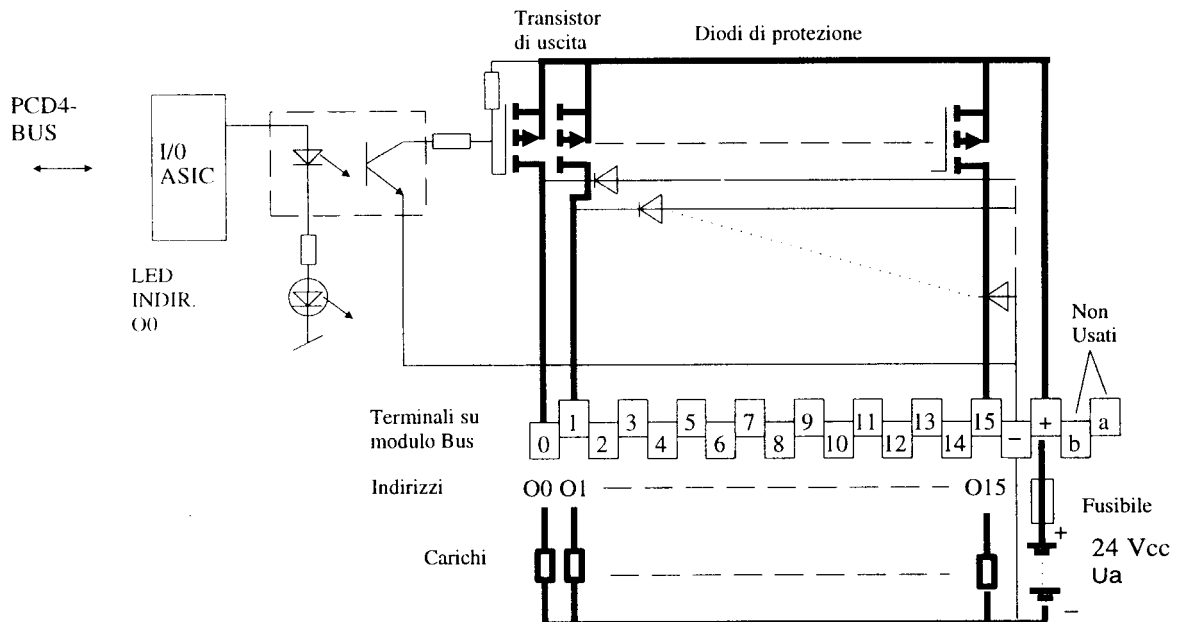 Transistor
di uscita
Diodi di protezione
PCD4-
BUS
I/0
ASIC
LED
INDIR.
O0
Non
Usati
Terminali su
modulo Bus
0 1 2 3 4 5 6 7 8 9 10 11 12 13 14 15 − + b a
Indirizzi O0 O1 O15
Fusibile
+
Carichi
24 Vcc
Ua
−